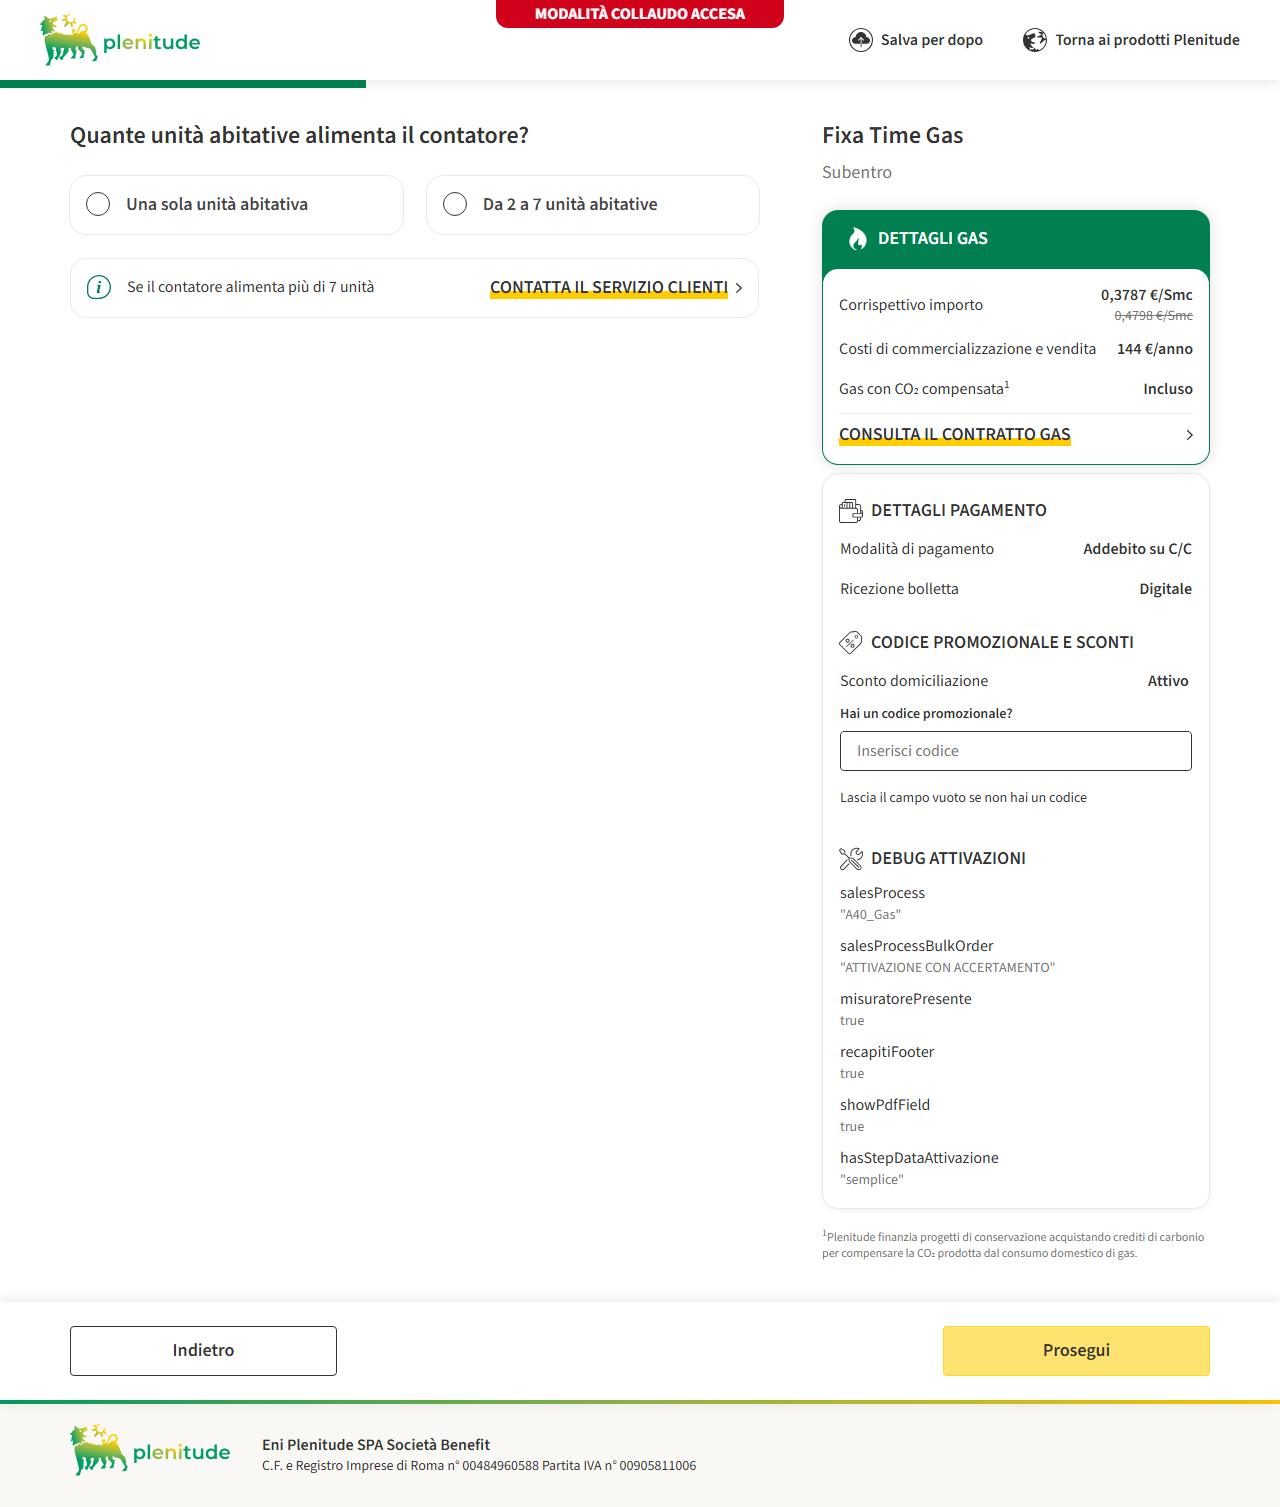 MODALITÀ COLLAUDO ACCESA
plenitude
Salva per dopo
Torna ai prodotti Plenitude
Quante unità abitative alimenta il contatore?
Una sola unità abitativa
Da 2 a 7 unità abitative
Se il contatore alimenta più di 7 unità
CONTATTA IL SERVIZIO CLIENTI
Fixa Time Gas
Subentro
DETTAGLI GAS
Corrispettivo importo
0,3787 €/Smc
0,4798 €/Smc
Costi di commercializzazione e vendita
144 €/anno
Gas con CO₂ compensata¹
Incluso
CONSULTA IL CONTRATTO GAS
DETTAGLI PAGAMENTO
Modalità di pagamento
Addebito su C/C
Ricezione bolletta
Digitale
CODICE PROMOZIONALE E SCONTI
Sconto domiciliazione
Attivo
Hai un codice promozionale?
Inserisci codice
Lascia il campo vuoto se non hai un codice
DEBUG ATTIVAZIONI
salesProcess
"A40_Gas"
salesProcessBulkOrder
"ATTIVAZIONE CON ACCERTAMENTO"
misuratorePresente
true
recapitiFooter
true
showPdfField
true
hasStepDataAttivazione
"semplice"
¹Plenitude finanzia progetti di conservazione acquistando crediti di carbonio
per compensare la CO₂ prodotta dal consumo domestico di gas.
Indietro
Prosegui
plenitude
Eni Plenitude SPA Società Benefit
C.F. e Registro Imprese di Roma n° 00484960588 Partita IVA n° 00905811006